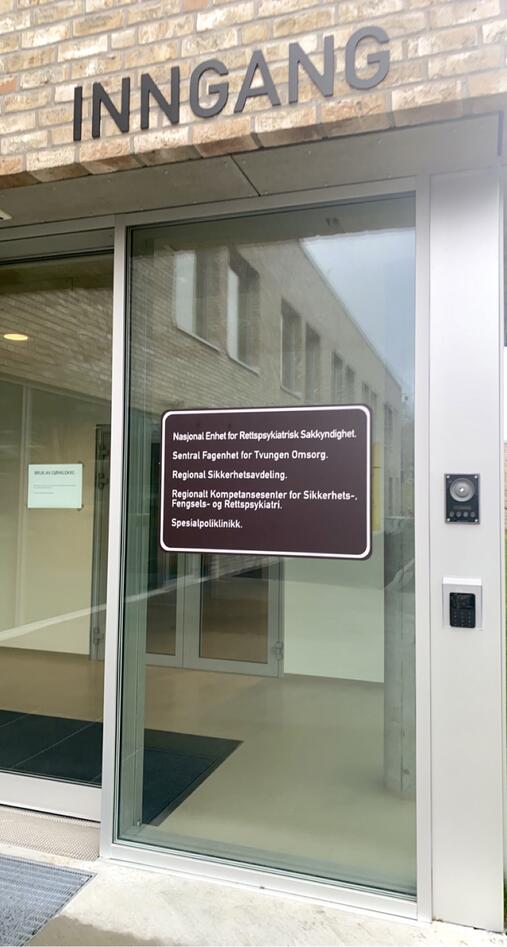 INNGANG
Nasjonal Enhet for Rettspsykiatrisk Sakkyndighet.
Sentral Fagenhet for Tvungen Omsorg.
Regional Sikkerhetsavdeling.
Regionalt Kompetansesenter for Sikkerhets-,
Fengsels- og Rettspsykiatri.
Spesialpoliklinikk.